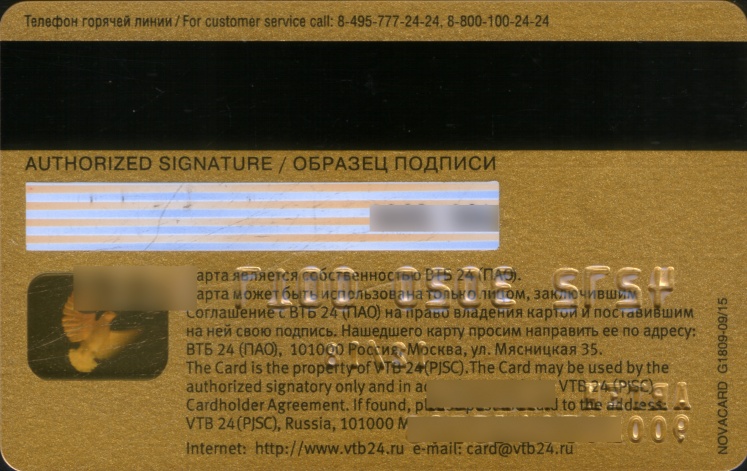 Телефон горячей линии / For customer service call: 8-495-777-24-24, 8-800-100-24-24
AUTHORIZED SIGNATURE / ОБРАЗЕЦ ПОДПИСИ
арта является собственностью ВТБ 24 (ПАО).
арта может быть использована только лицом, заключившим
Соглашение с ВТБ 24 (ПАО) на право владения картой и поставившим
на ней свою подпись. Нашедшего карту просим направить ее по адресу:
ВТБ 24 (ПАО), 101000 Россия, Москва, ул. Мясницкая 35.
The Card is the property of VTB 24(PJSC).The Card may be used by the
authorized signatory only and in VTB 24(PJSC)
Cardholder Agreement. If found, to the address:
VTB 24(PJSC), Russia, 101000
Internet: http://www.vtb24.ru e-mail: card@vtb24.ru
NOVACARD G1809-09/15